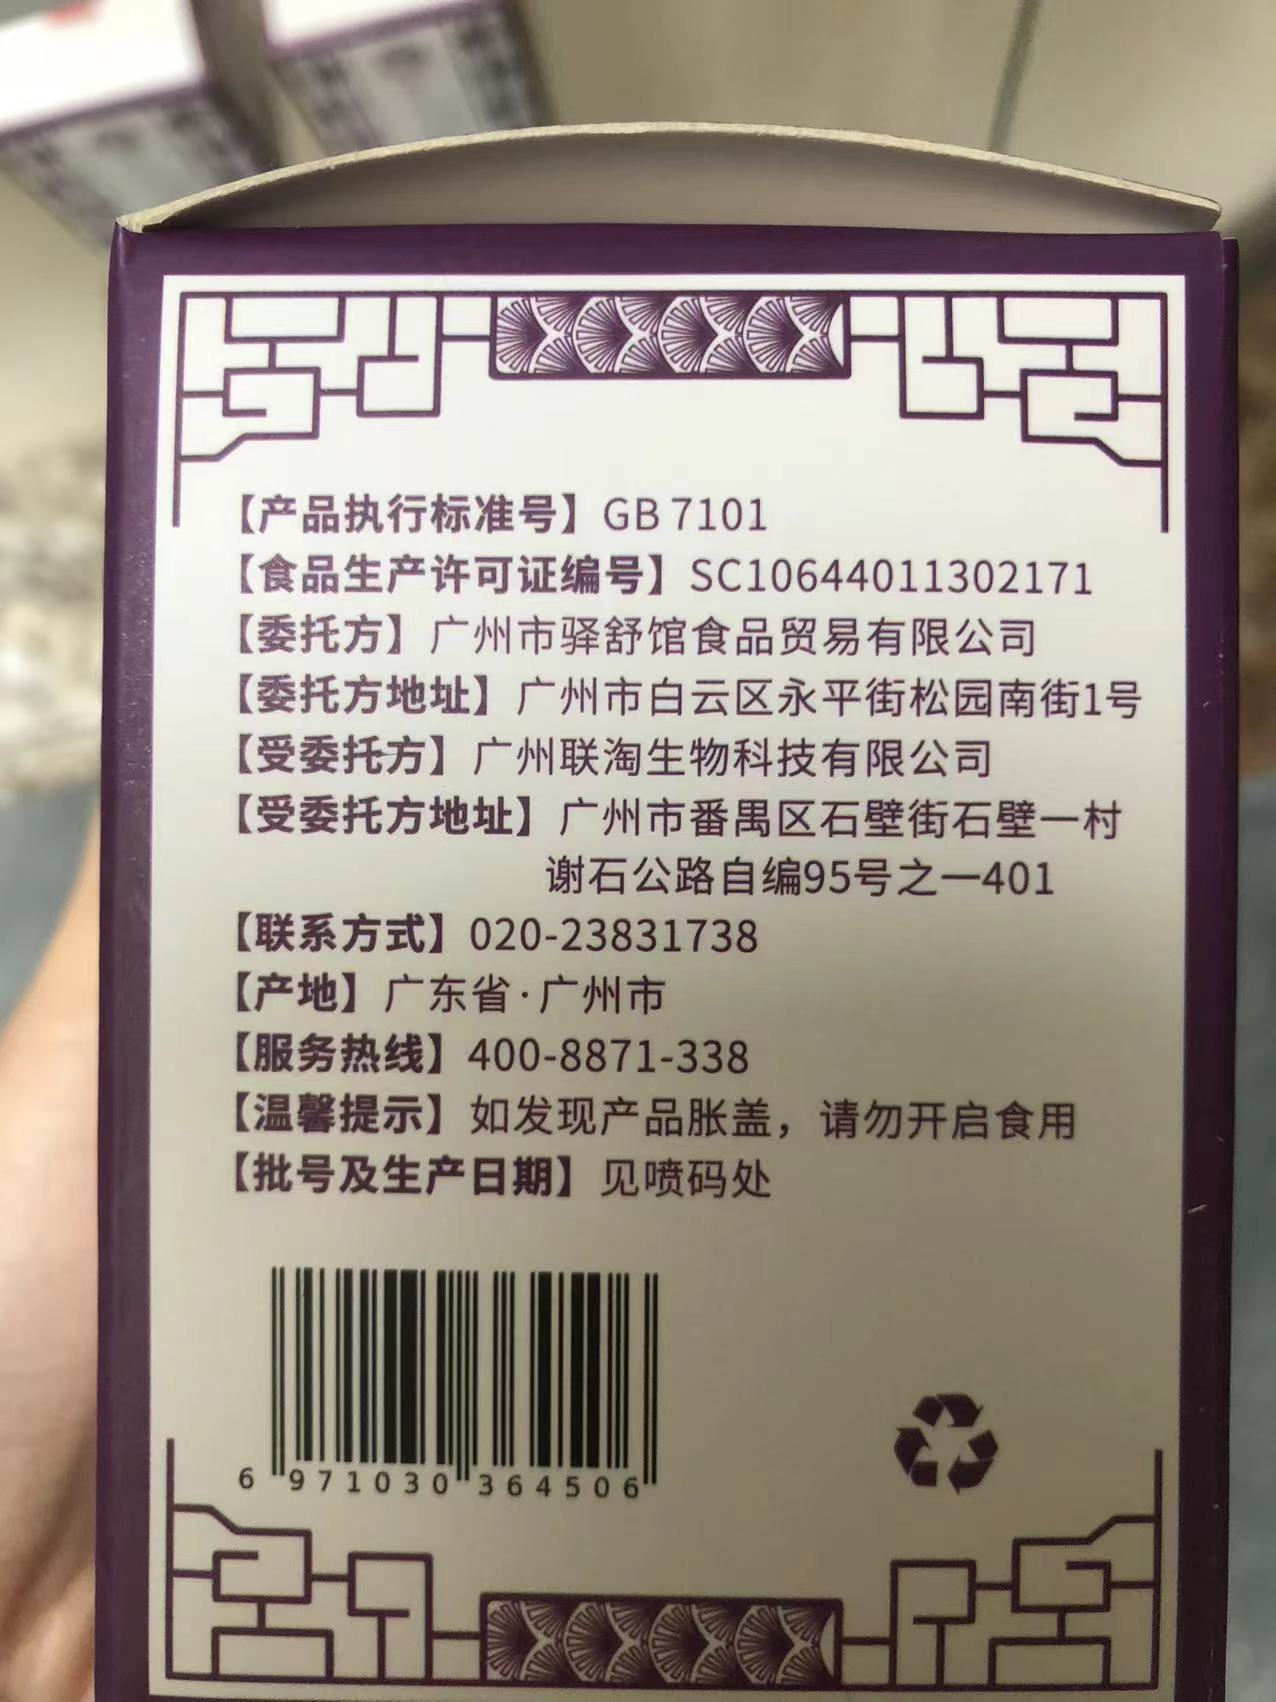 【产品执行标准号】GB 7101
【食品生产许可证编号】SC10644011302171
【委托方】广州市驿舒馆食品贸易有限公司
【委托方地址】广州市白云区永平街松园南街1号
【受委托方】广州联淘生物科技有限公司
【受委托方地址】广州市番禺区石壁街石壁一村
谢石公路自编95号之一401
【联系方式】020-23831738
【产地】广东省·广州市
【服务热线】400-8871-338
【温馨提示】如发现产品胀盖，请勿开启食用
【批号及生产日期】见喷码处
6 971030 364506